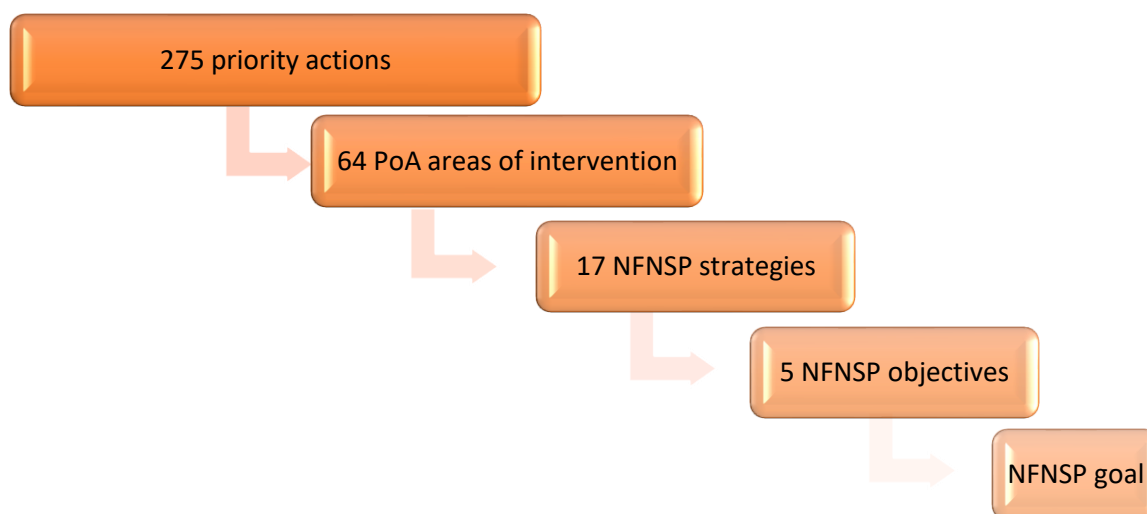 275 priority actions
64 PoA areas of intervention
17 NFNSP strategies
5 NFNSP objectives
NFNSP goal